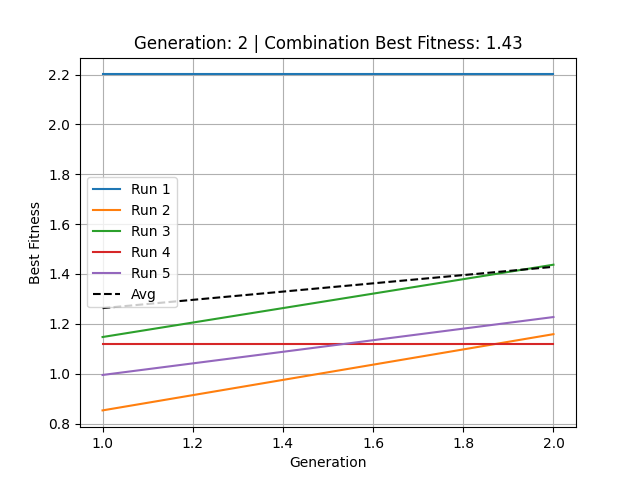 Generation: 2 | Combination Best Fitness: 1.43
2.2
2.0
1.8
1.6
1.4
1.2
1.0
0.8
Best Fitness
Run 1
Run 2
Run 3
Run 4
Run 5
Avg
1.0 1.2 1.4 1.6 1.8 2.0
Generation